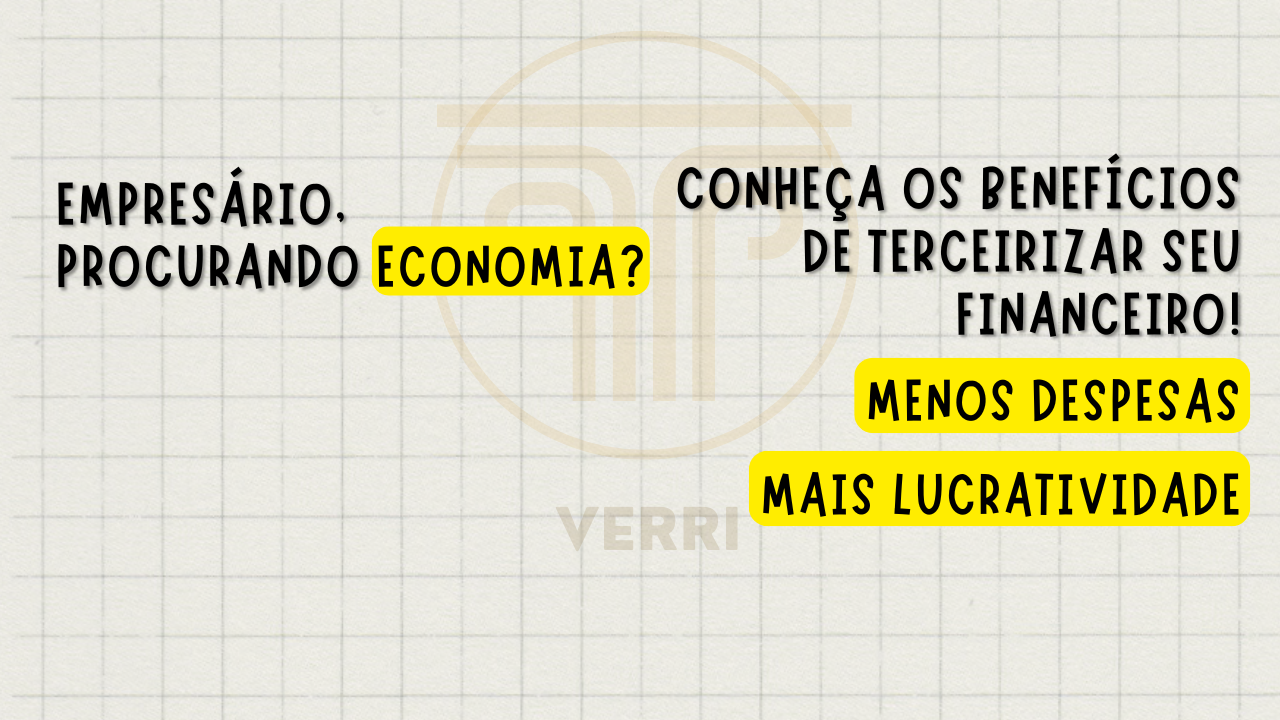 EMPRESÁRIO,
PROCURANDO ECONOMIA?
CONHEÇA OS BENEFÍCIOS
DE TERCEIRIZAR SEU
FINANCEIRO!
MENOS DESPESAS
MAIS LUCRATIVIDADE
VERRI